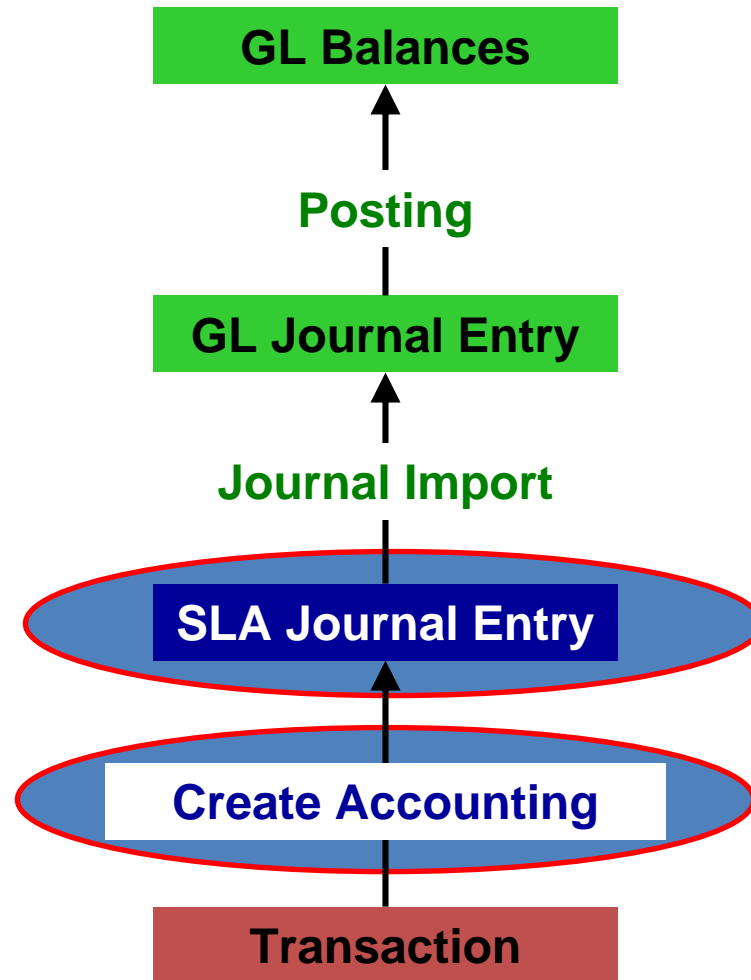 GL Balances
Posting
GL Journal Entry
Journal Import
SLA Journal Entry
Create Accounting
Transaction